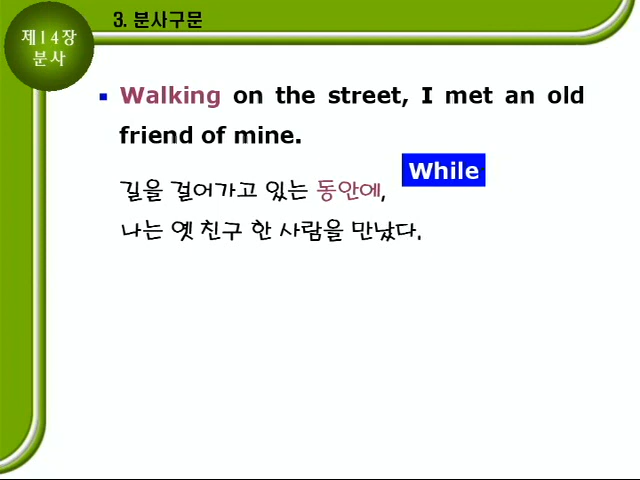 제14장
분사
3. 분사구문
Walking on the street, I met an old
friend of mine.
While
길을 걸어가고 있는 동안에,
나는 옛 친구 한 사람을 만났다.